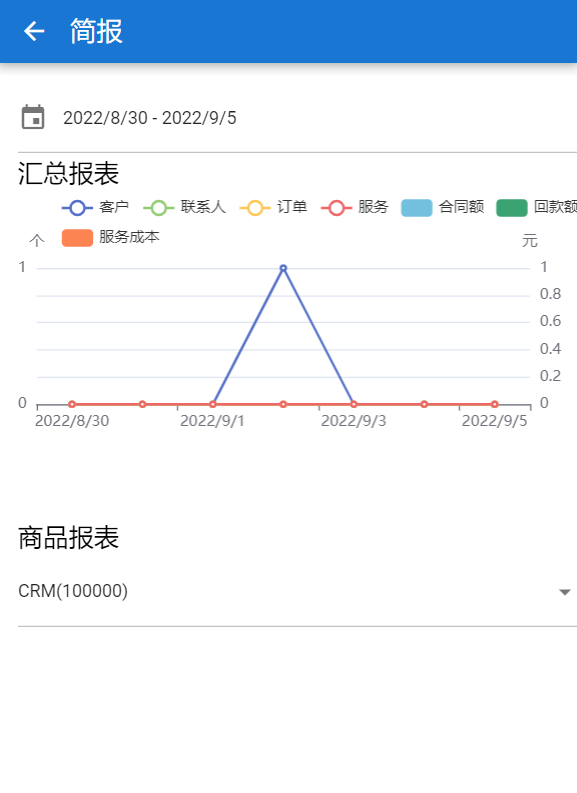 简报
2022/8/30 - 2022/9/5
汇总报表
客户 联系人 订单 服务 合同额 回款额
服务成本
个 元
1 1
0.8
0.6
0.4
0.2
0 0
2022/8/30 2022/9/1 2022/9/3 2022/9/5
商品报表
CRM(100000)